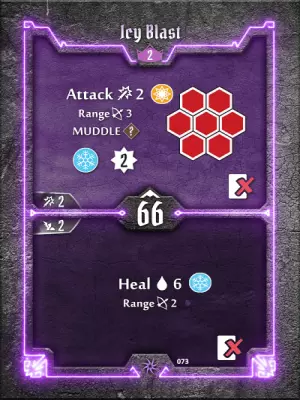 Icy Blast
2
Attack 2
Range 3
MUDDLE ?
2
2
66
2
Heal 6
Range 2
073